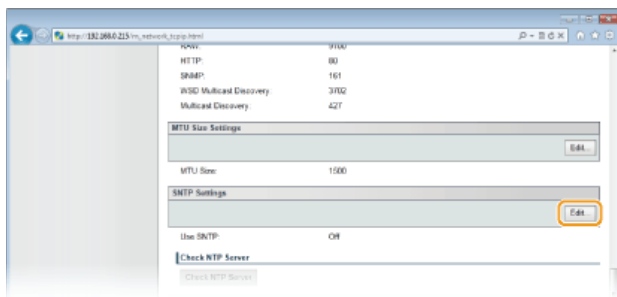 http://192.168.0.215/m_network_tcpip.html
RAW: 9100
HTTP: 80
SNMP: 161
WSD Multicast Discovery: 3702
Multicast Discovery: 427
MTU Size Settings
Edit...
MTU Size: 1500
SNTP Settings
Edit...
Use SNTP: Off
Check NTP Server
Check NTP Server